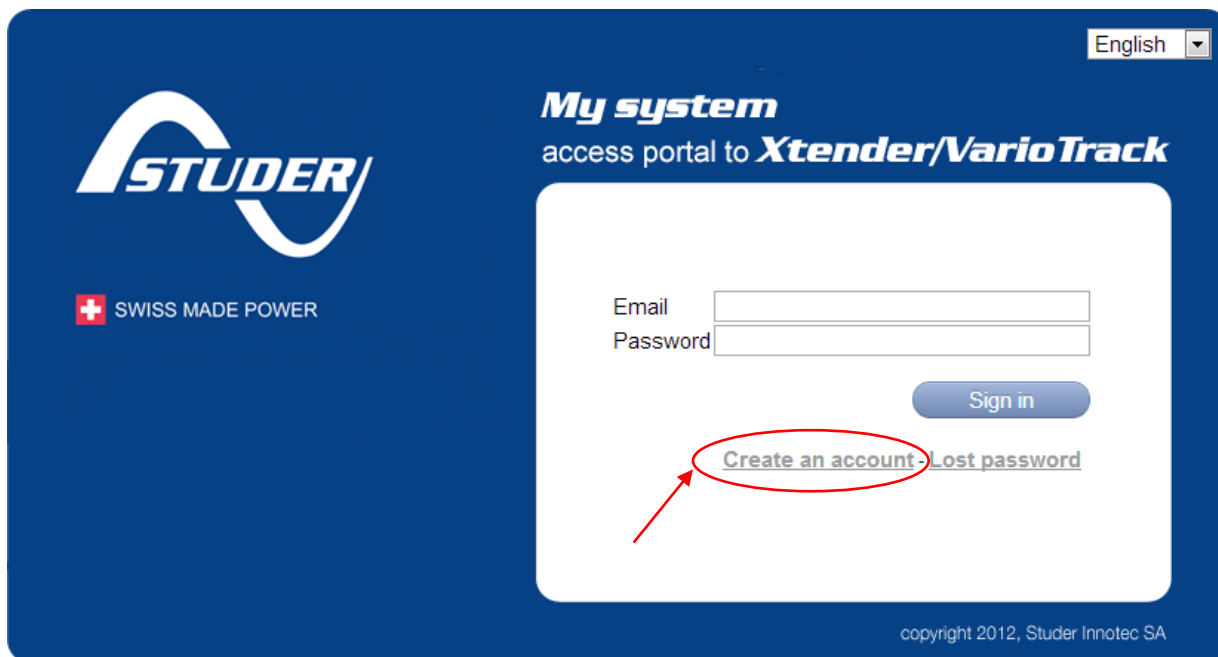 English
My system
access portal to Xtender/VarioTrack
STUDER
SWISS MADE POWER
Email
Password
Sign in
Create an account - Lost password
copyright 2012, Studer Innotec SA